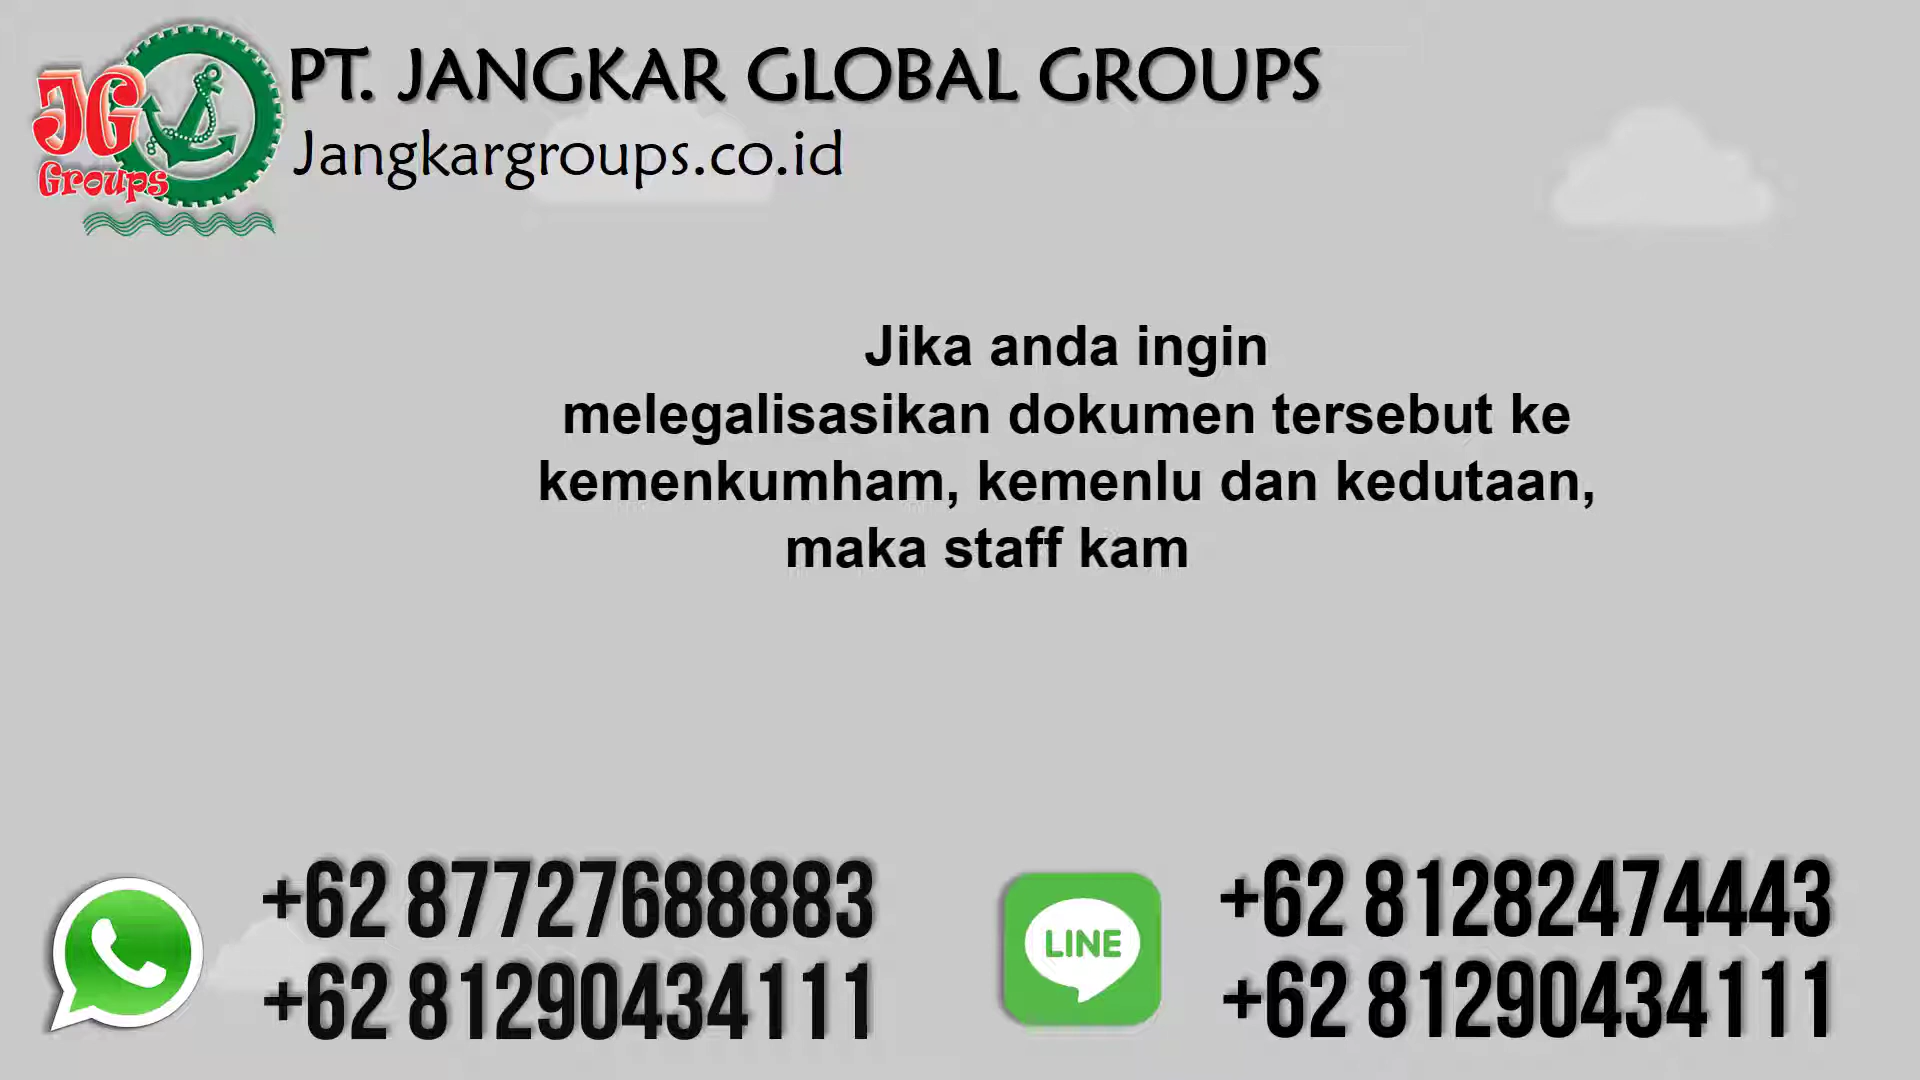 JG
Groups
PT. JANGKAR GLOBAL GROUPS
Jangkargroups.co.id
Jika anda ingin
melegalisasikan dokumen tersebut ke
kemenkumham, kemenlu dan kedutaan,
maka staff kam
+62 87727688883
+62 81290434111
LINE
+62 81282474443
+62 81290434111